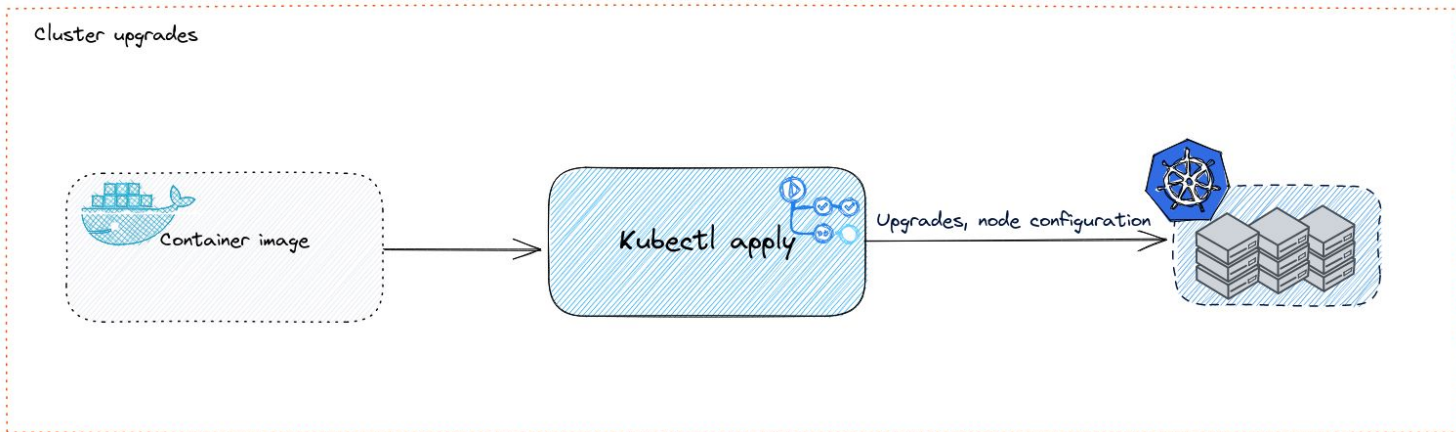 Cluster upgrades
Container image
Kubectl apply
Upgrades, node configuration